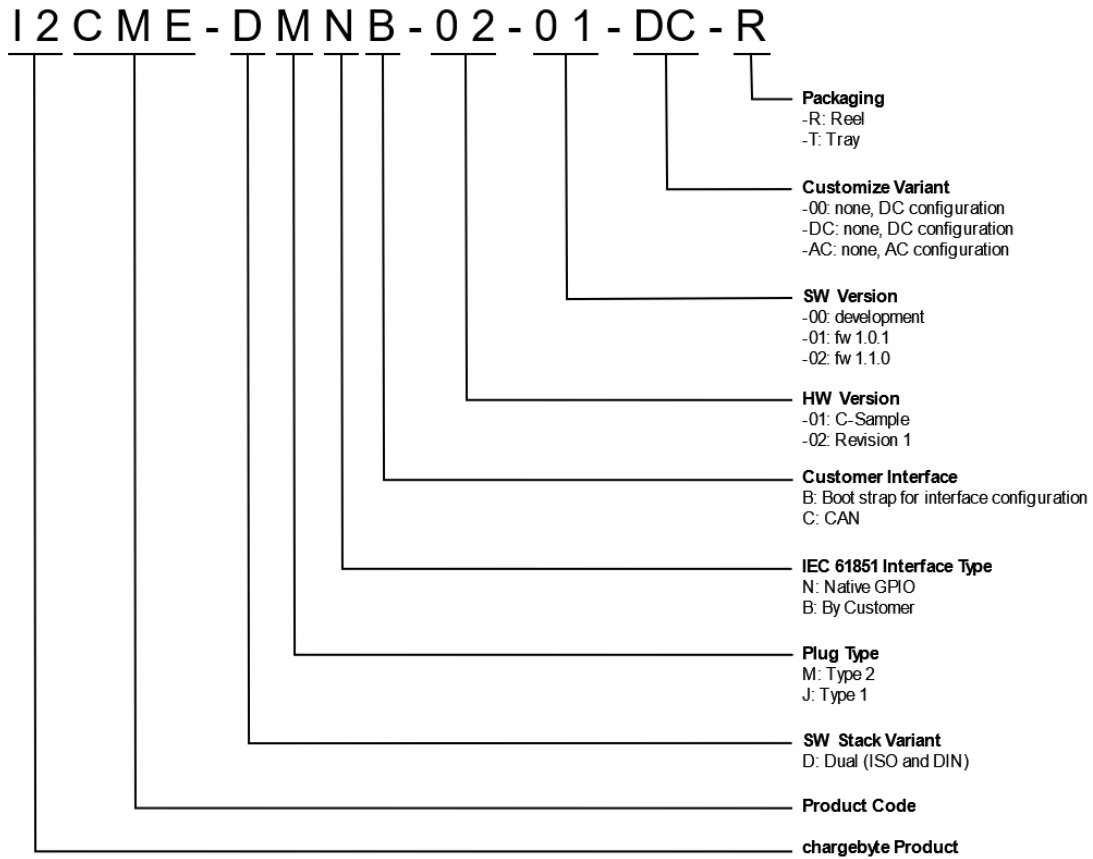 I2CME-DMNB-02-01-DC-R
Packaging
-R: Reel
-T: Tray
Customize Variant
-00: none, DC configuration
-DC: none, DC configuration
-AC: none, AC configuration
SW Version
-00: development
-01: fw 1.0.1
-02: fw 1.1.0
HW Version
-01: C-Sample
-02: Revision 1
Customer Interface
B: Boot strap for interface configuration
C: CAN
IEC 61851 Interface Type
N: Native GPIO
B: By Customer
Plug Type
M: Type 2
J: Type 1
SW Stack Variant
D: Dual (ISO and DIN)
Product Code
chargebyte Product